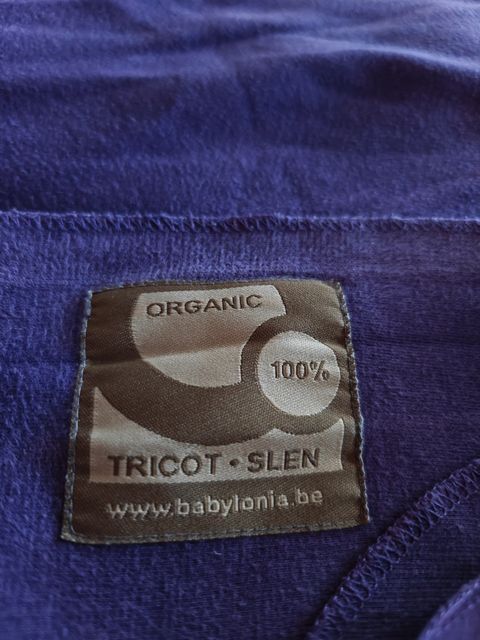 ORGANIC
100%
TRICOT • SLEN
www.babylonia.be